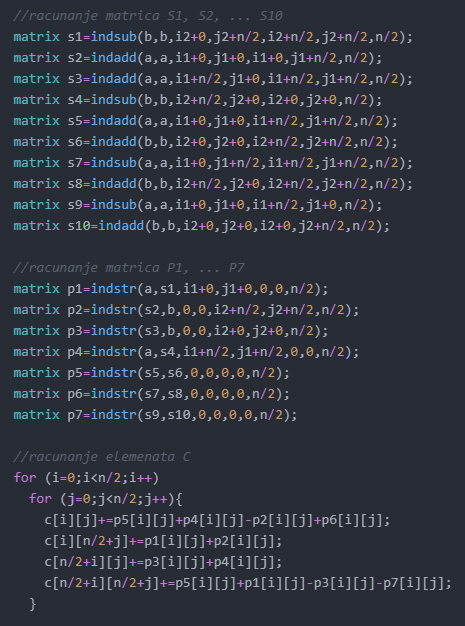 //racunanje matrica S1, S2, ... S10
matrix s1=indsub(b,b,i2+0,j2+n/2,i2+n/2,j2+n/2,n/2);
matrix s2=indadd(a,a,i1+0,j1+0,i1+0,j1+n/2,n/2);
matrix s3=indadd(a,a,i1+n/2,j1+0,i1+n/2,j1+n/2,n/2);
matrix s4=indsub(b,b,i2+n/2,j2+0,i2+0,j2+0,n/2);
matrix s5=indadd(a,a,i1+0,j1+0,i1+n/2,j1+n/2,n/2);
matrix s6=indadd(b,b,i2+0,j2+0,i2+n/2,j2+n/2,n/2);
matrix s7=indsub(a,a,i1+0,j1+n/2,i1+n/2,j1+n/2,n/2);
matrix s8=indadd(b,b,i2+n/2,j2+0,i2+n/2,j2+n/2,n/2);
matrix s9=indsub(a,a,i1+0,j1+0,i1+n/2,j1+0,n/2);
matrix s10=indadd(b,b,i2+0,j2+0,i2+0,j2+n/2,n/2);
//racunanje matrica P1, ... P7
matrix p1=indstr(a,s1,i1+0,j1+0,0,0,n/2);
matrix p2=indstr(s2,b,0,0,i2+n/2,j2+n/2,n/2);
matrix p3=indstr(s3,b,0,0,i2+0,j2+0,n/2);
matrix p4=indstr(a,s4,i1+n/2,j1+n/2,0,0,n/2);
matrix p5=indstr(s5,s6,0,0,0,0,n/2);
matrix p6=indstr(s7,s8,0,0,0,0,n/2);
matrix p7=indstr(s9,s10,0,0,0,0,n/2);
//racunanje elemenata C
for (i=0;i<n/2;i++)
for (j=0;j<n/2;j++){
c[i][j]+=p5[i][j]+p4[i][j]-p2[i][j]+p6[i][j];
c[i][n/2+j]+=p1[i][j]+p2[i][j];
c[n/2+i][j]+=p3[i][j]+p4[i][j];
c[n/2+i][n/2+j]+=p5[i][j]+p1[i][j]-p3[i][j]-p7[i][j];
}